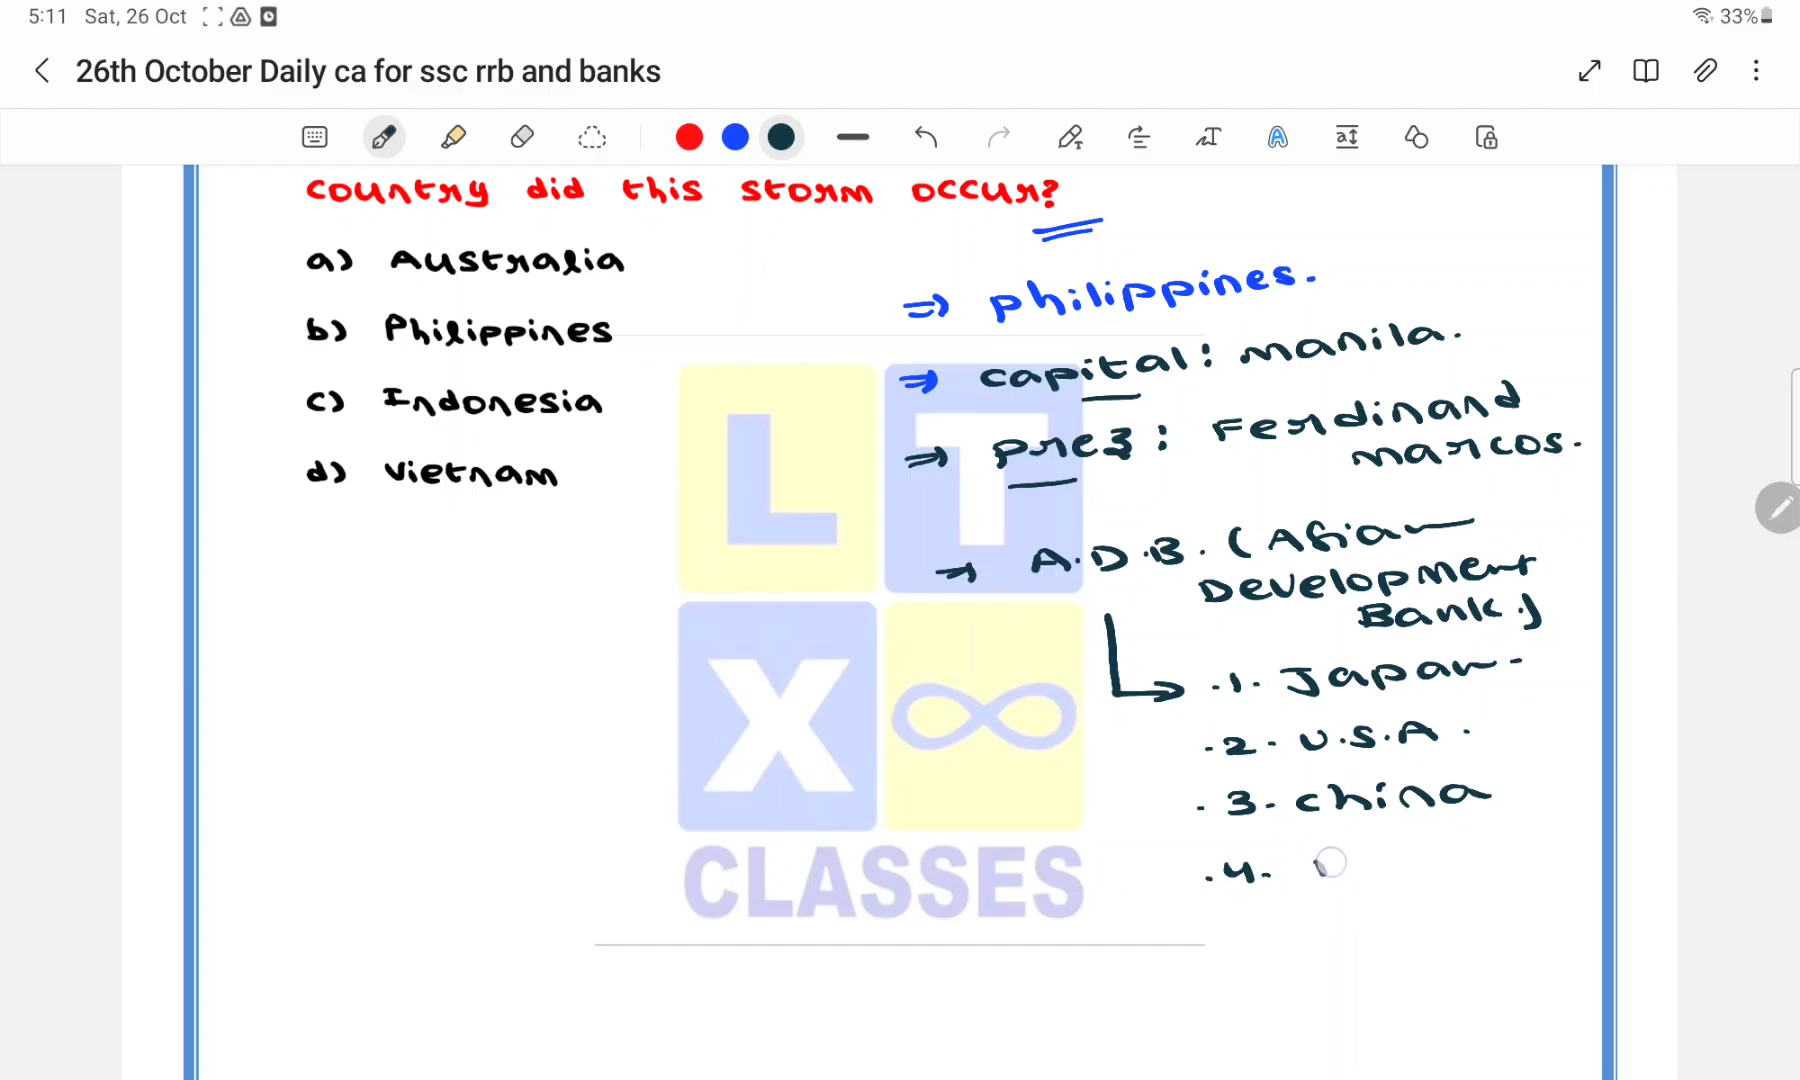 5:11 Sat, 26 Oct
33%
26th October Daily ca for ssc rrb and banks
country did this storm occur?
a) Australia
b) Philippines
c) Indonesia
d) Vietnam
⇒ philippines.
⇒ capital: manila.
⇒ pres: Ferdinand
marcos.
→ A.D.B. (Asian
Development
Bank)
→ .1. Japan.
.2. U.S.A.
.3. china
.4.
LTX∞
CLASSES